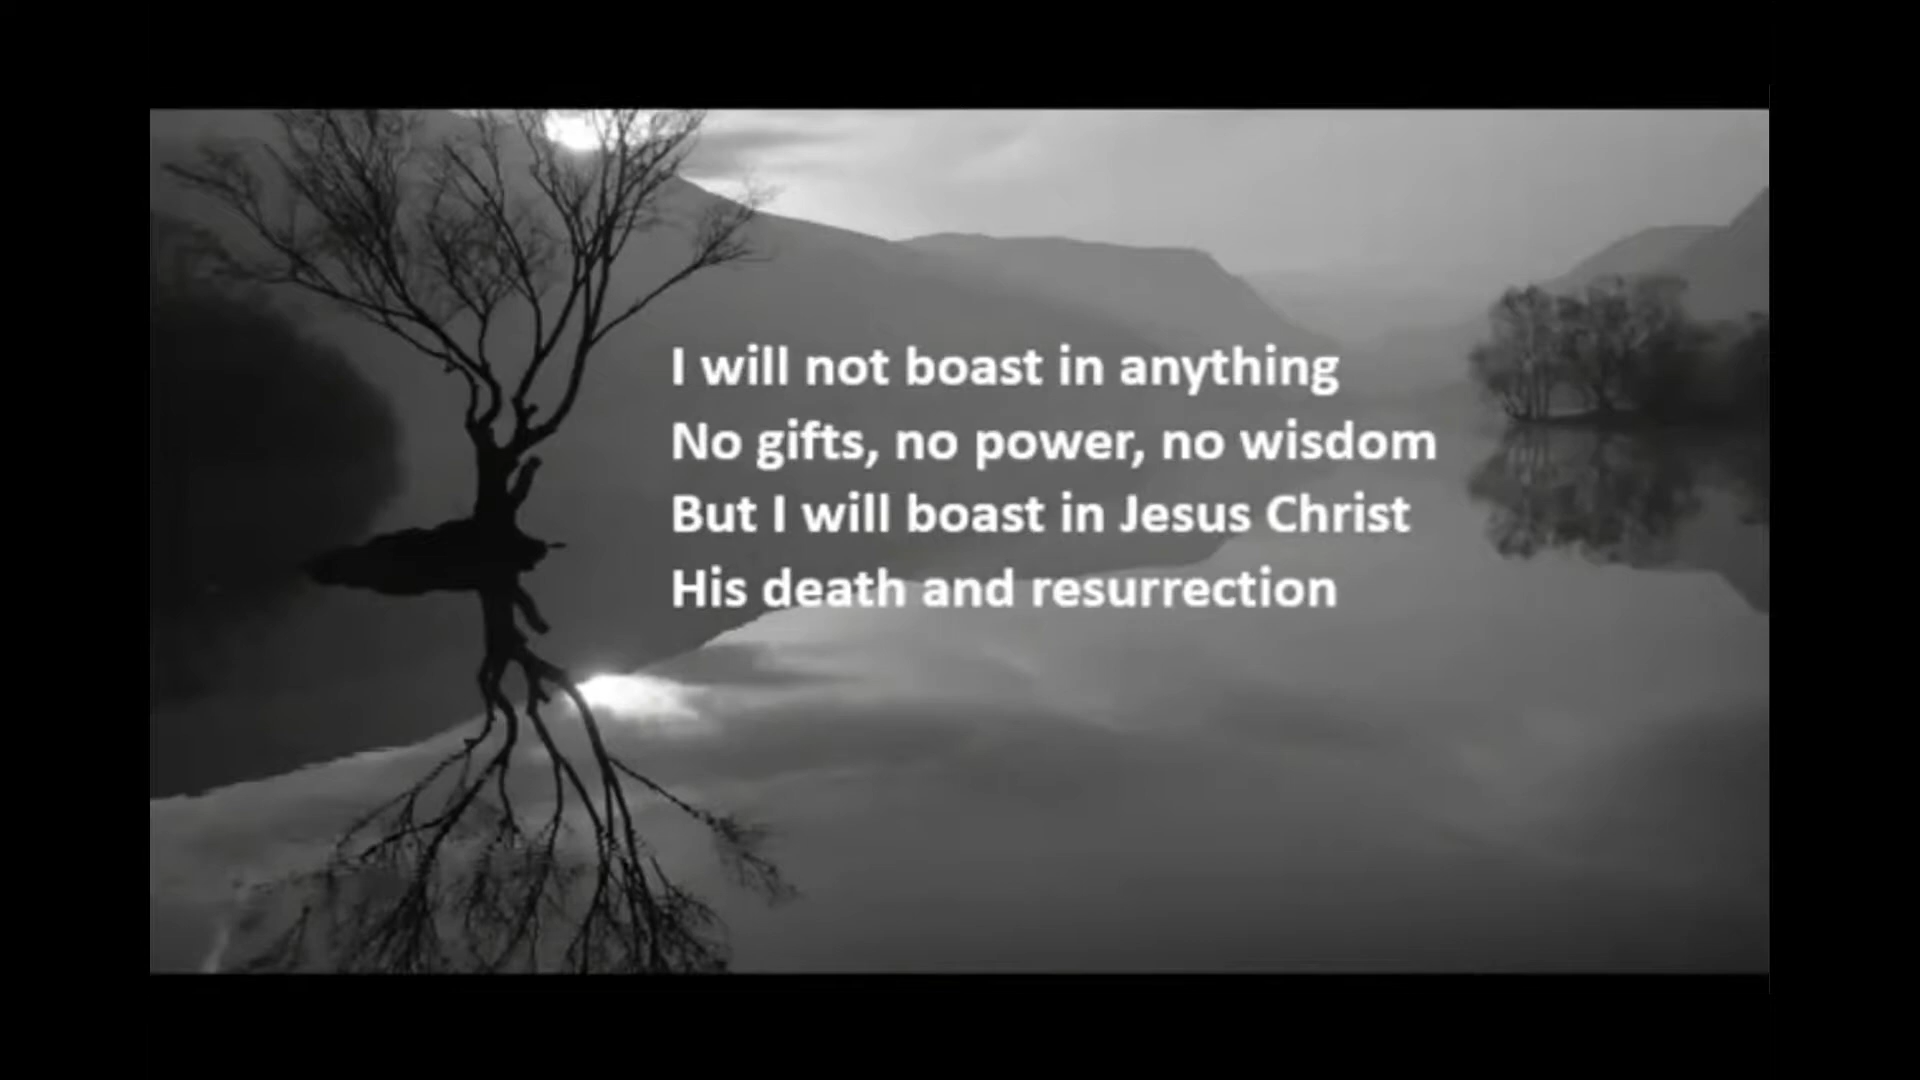 I will not boast in anything
No gifts, no power, no wisdom
But I will boast in Jesus Christ
His death and resurrection